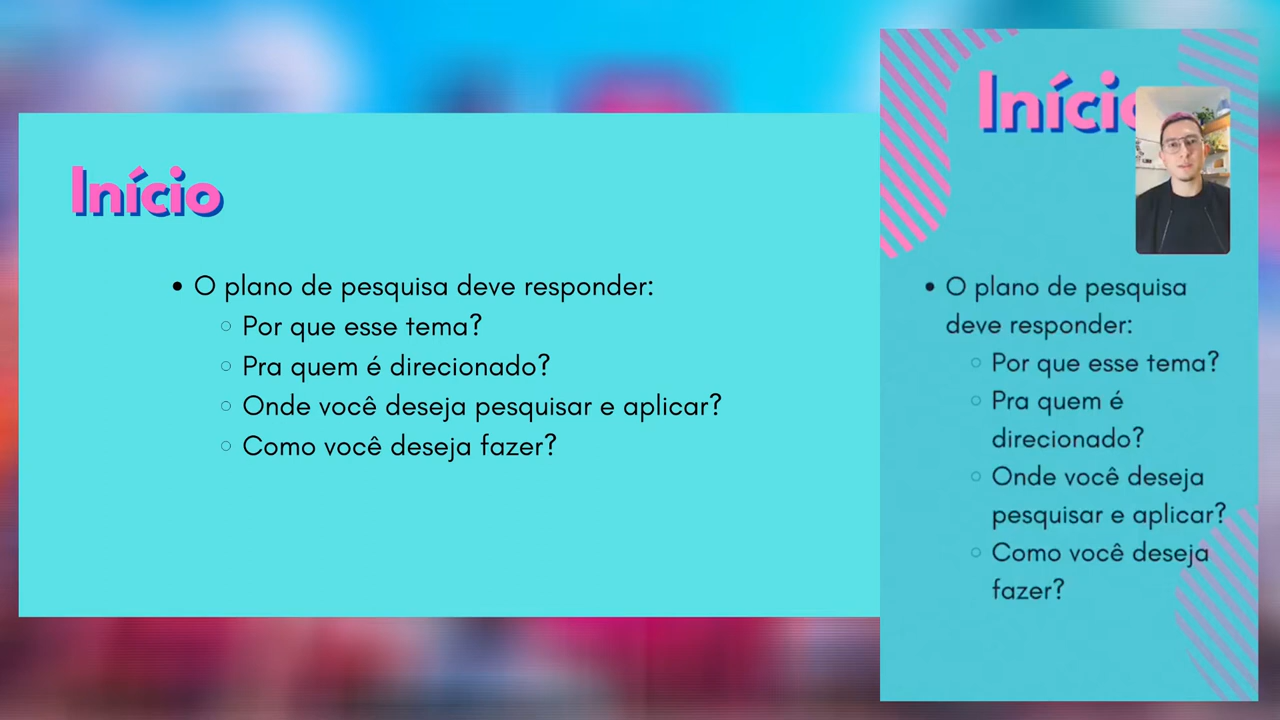 Início
O plano de pesquisa deve responder:
Por que esse tema?
Pra quem é direcionado?
Onde você deseja pesquisar e aplicar?
Como você deseja fazer?
Iníci
O plano de pesquisa
deve responder:
Por que esse tema?
Pra quem é
direcionado?
Onde você deseja
pesquisar e aplicar?
Como você deseja
fazer?